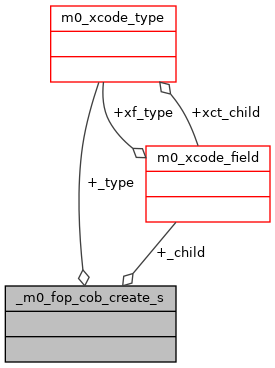 m0_xcode_type
+xf_type
+xct_child
m0_xcode_field
+_type
+_child
_m0_fop_cob_create_s